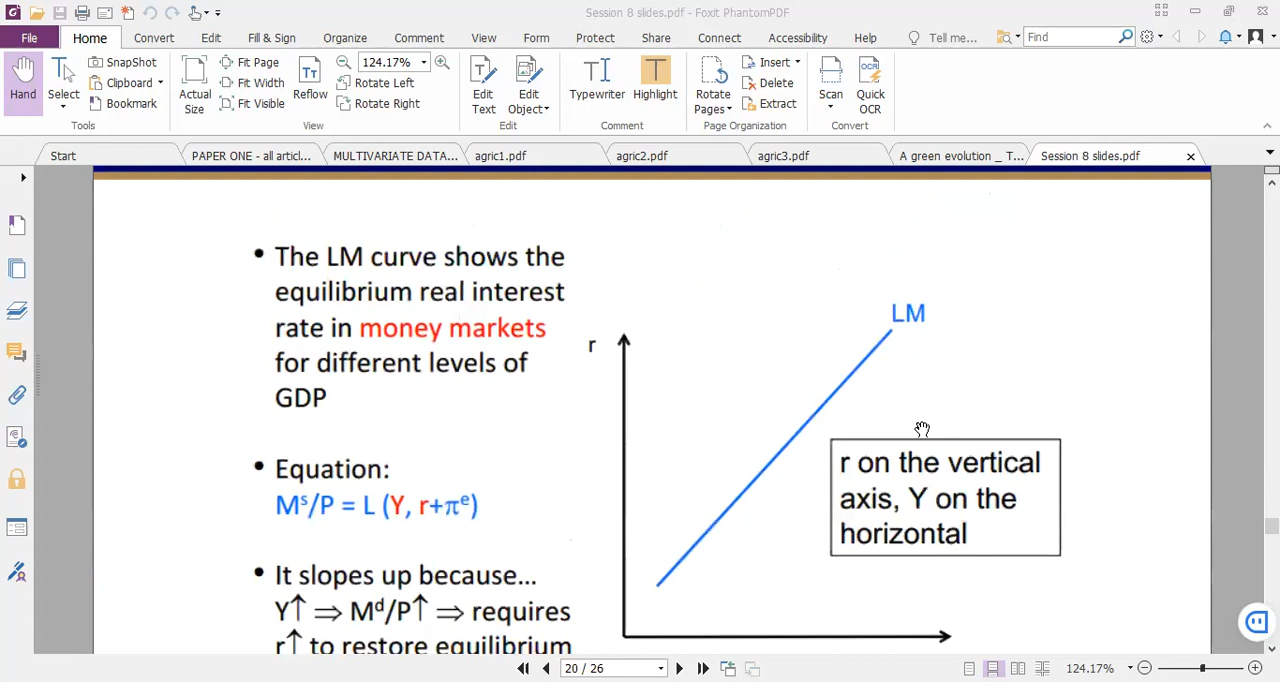 Session 8 slides.pdf - Foxit PhantomPDF
File Home Convert Edit Fill & Sign Organize Comment View Form Protect Share Connect Accessibility Help Tell me... Find
Hand
Select
SnapShot
Clipboard
Bookmark
Tools
Actual
Size
Fit Page
Fit Width
Fit Visible
Reflow
124.17%
Rotate Left
Rotate Right
View
Edit
Text
Edit
Object
Edit
Typewriter
Highlight
Comment
Rotate
Pages
Insert
Delete
Extract
Page Organization
Scan
Quick
OCR
Convert
Start PAPER ONE - all articl... MULTIVARIATE DATA... agric1.pdf agric2.pdf agric3.pdf A green evolution _ T... Session 8 slides.pdf
• The LM curve shows the
equilibrium real interest
rate in money markets
for different levels of
GDP
• Equation:
Mˢ/P = L (Y, r+πᵉ)
• It slopes up because...
Y↑ ⇒ Mᵈ/P↑ ⇒ requires
r↑ to restore equilibrium
LM
r
r on the vertical
axis, Y on the
horizontal
20 / 26
124.17%